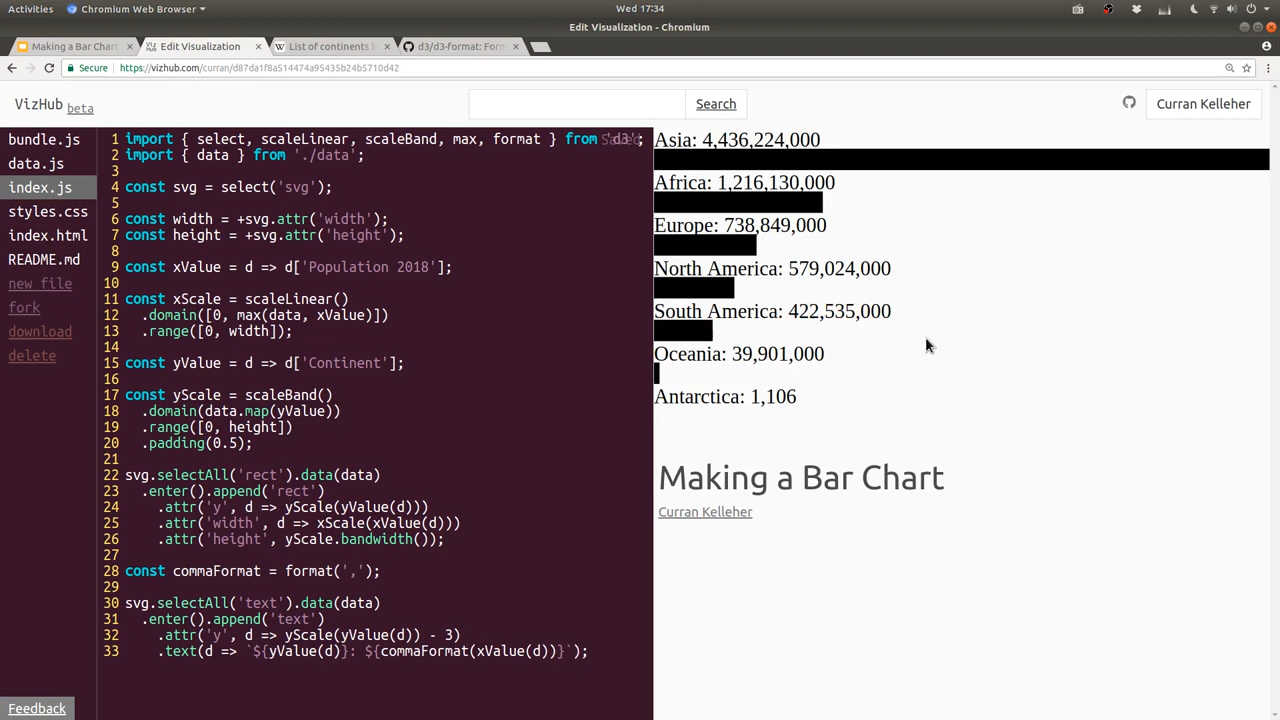 Activities Chromium Web Browser Wed 17:34
Edit Visualization - Chromium
Making a Bar Chart Edit Visualization List of continents b d3/d3-format: Form
Secure https://vizhub.com/curran/d87da1f8a514474a95435b24b5710d42
VizHub beta Search Curran Kelleher
bundle.js
data.js
index.js
styles.css
index.html
README.md
new file
fork
download
delete
Feedback
1 import { select, scaleLinear, scaleBand, max, format } from 'd3';
Saved
2 import { data } from './data';
3
4 const svg = select('svg');
5
6 const width = +svg.attr('width');
7 const height = +svg.attr('height');
8
9 const xValue = d => d['Population 2018'];
10
11 const xScale = scaleLinear()
12 .domain([0, max(data, xValue)])
13 .range([0, width]);
14
15 const yValue = d => d['Continent'];
16
17 const yScale = scaleBand()
18 .domain(data.map(yValue))
19 .range([0, height])
20 .padding(0.5);
21
22 svg.selectAll('rect').data(data)
23 .enter().append('rect')
24 .attr('y', d => yScale(yValue(d)))
25 .attr('width', d => xScale(xValue(d)))
26 .attr('height', yScale.bandwidth());
27
28 const commaFormat = format(',');
29
30 svg.selectAll('text').data(data)
31 .enter().append('text')
32 .attr('y', d => yScale(yValue(d)) - 3)
33 .text(d => `${yValue(d)}: ${commaFormat(xValue(d))}`);
Asia: 4,436,224,000
Africa: 1,216,130,000
Europe: 738,849,000
North America: 579,024,000
South America: 422,535,000
Oceania: 39,901,000
Antarctica: 1,106
Making a Bar Chart
Curran Kelleher